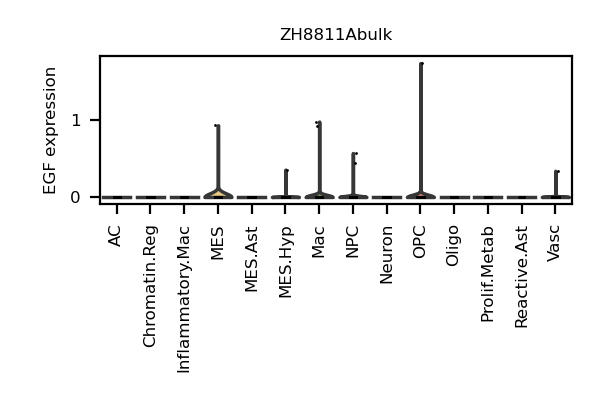 ZH8811Abulk
EGF expression
1
0
AC
Chromatin.Reg
Inflammatory.Mac
MES
MES.Ast
MES.Hyp
Mac
NPC
Neuron
OPC
Oligo
Prolif.Metab
Reactive.Ast
Vasc